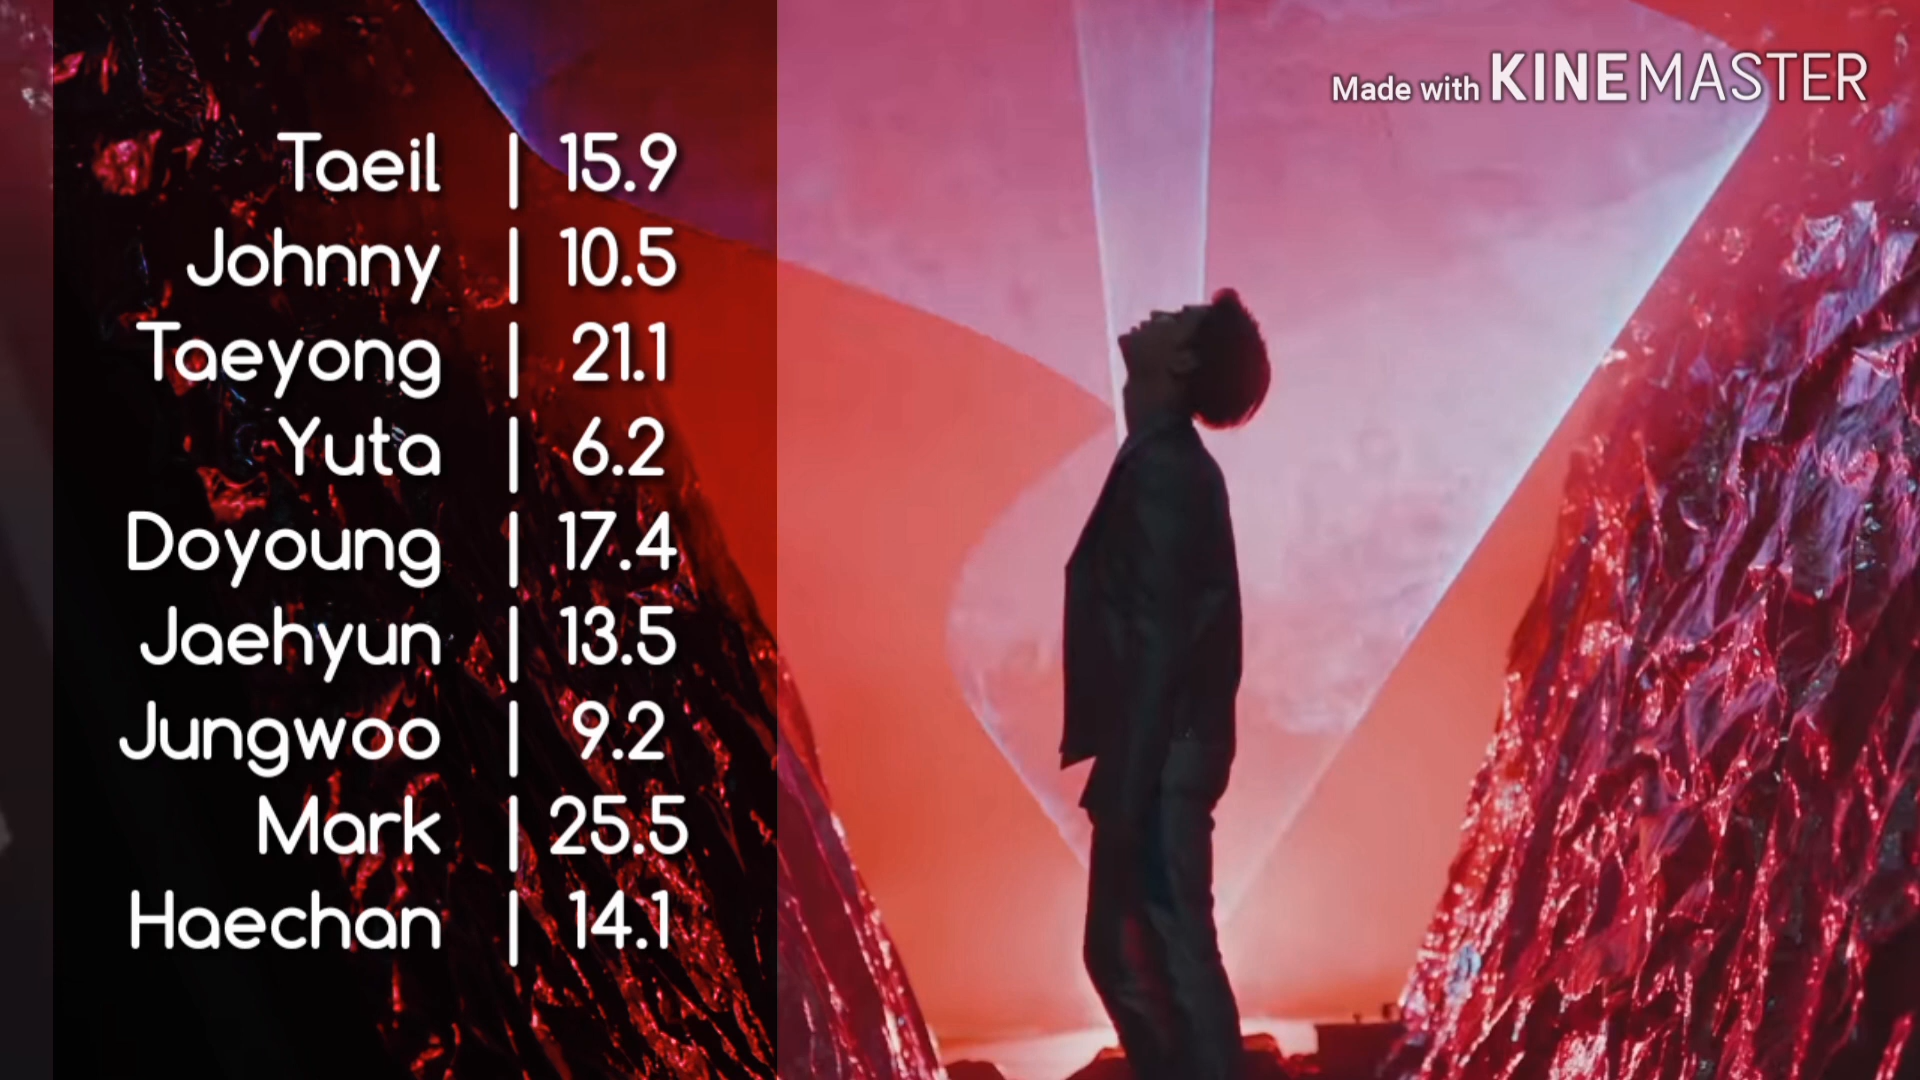 Made with KINEMASTER
Taeil | 15.9
Johnny | 10.5
Taeyong | 21.1
Yuta | 6.2
Doyoung | 17.4
Jaehyun | 13.5
Jungwoo | 9.2
Mark | 25.5
Haechan | 14.1